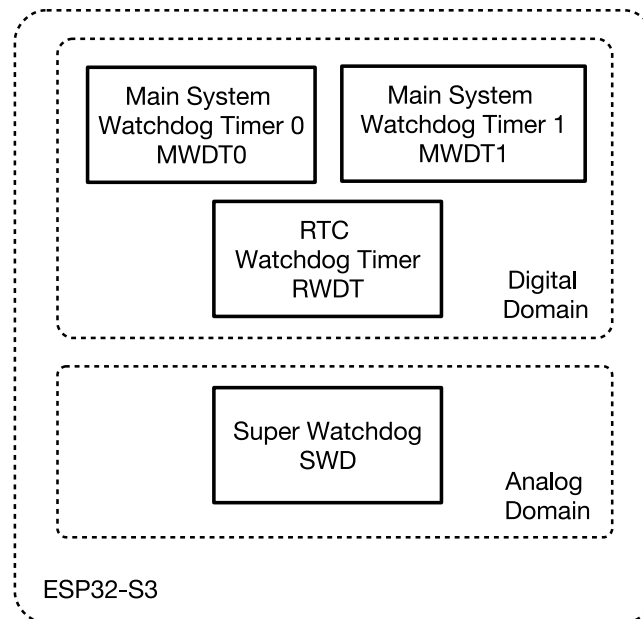 Main System
Watchdog Timer 0
MWDT0
Main System
Watchdog Timer 1
MWDT1
RTC
Watchdog Timer
RWDT
Digital
Domain
Super Watchdog
SWD
Analog
Domain
ESP32-S3